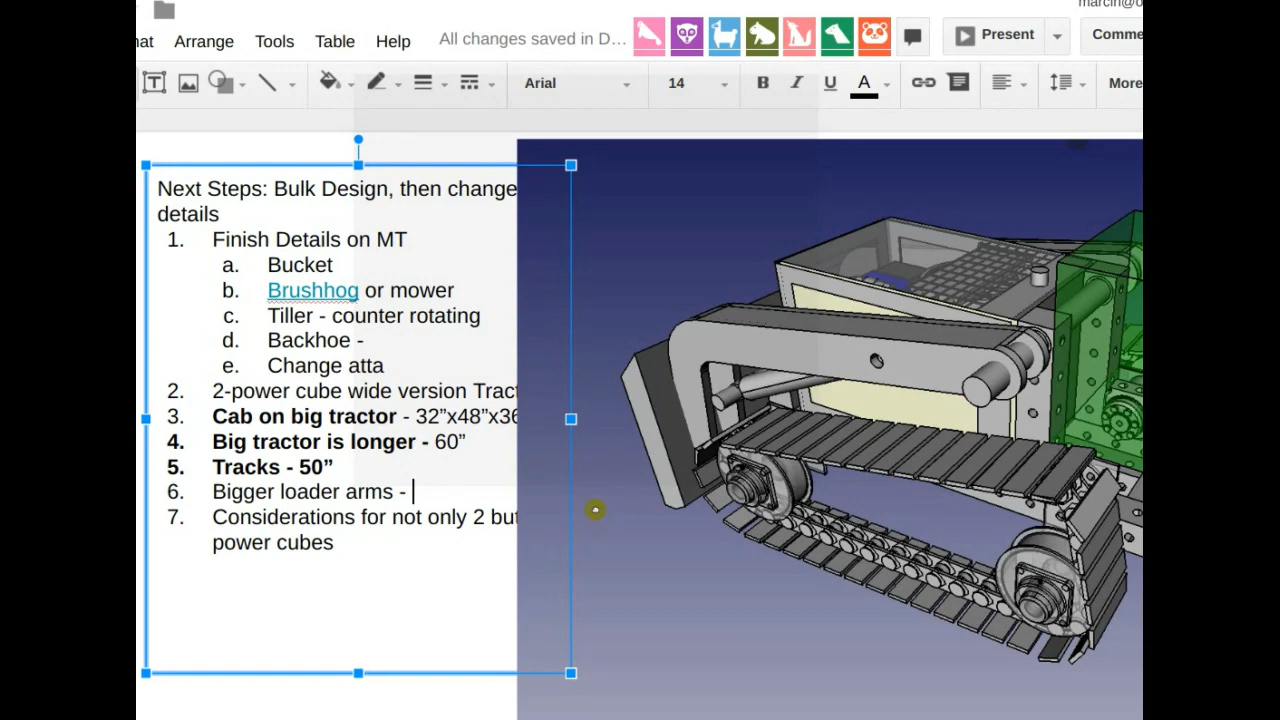 marcin@o
nat Arrange Tools Table Help All changes saved in D… Present Comme
Arial 14 B I U A More
Next Steps: Bulk Design, then change
details
1. Finish Details on MT
a. Bucket
b. Brushhog or mower
c. Tiller - counter rotating
d. Backhoe -
e. Change atta
2. 2-power cube wide version Tract
3. Cab on big tractor - 32”x48”x36
4. Big tractor is longer - 60”
5. Tracks - 50”
6. Bigger loader arms -
7. Considerations for not only 2 but
power cubes